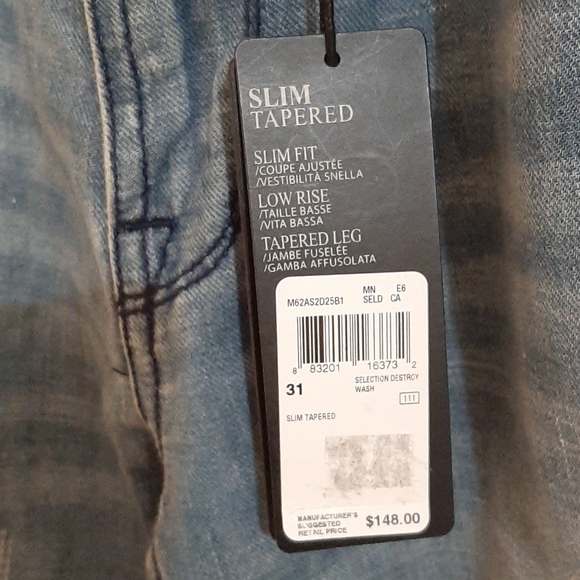 SLIM
TAPERED
SLIM FIT
/COUPE AJUSTÉE
/VESTIBILITÀ SNELLA
LOW RISE
/TAILLE BASSE
/VITA BASSA
TAPERED LEG
/JAMBE FUSELÉE
/GAMBA AFFUSOLATA
M62AS2D25B1 MN E6
SELD CA
8 83201 16373 2
31 SELECTION DESTROY
WASH
111
SLIM TAPERED
MANUFACTURER'S
SUGGESTED
RETAIL PRICE $148.00